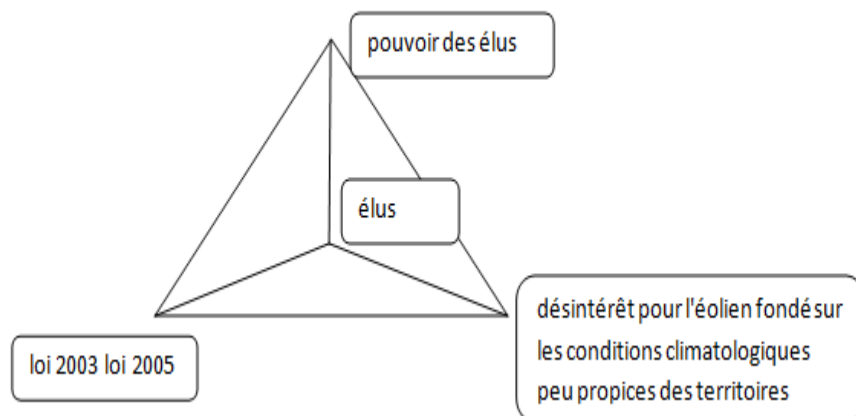 pouvoir des élus
élus
loi 2003 loi 2005
désintérêt pour l'éolien fondé sur
les conditions climatologiques
peu propices des territoires